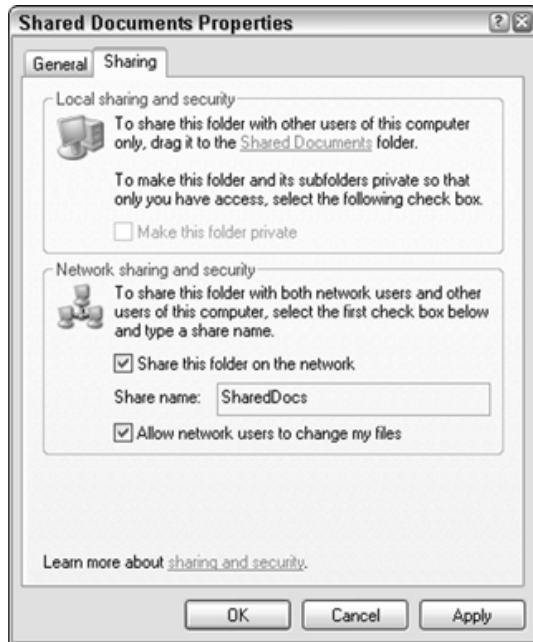 Shared Documents Properties
General
Sharing
Local sharing and security
To share this folder with other users of this computer
only, drag it to the Shared Documents folder.
To make this folder and its subfolders private so that
only you have access, select the following check box.
Make this folder private
Network sharing and security
To share this folder with both network users and other
users of this computer, select the first check box below
and type a share name.
Share this folder on the network
Share name: SharedDocs
Allow network users to change my files
Learn more about sharing and security.
OK Cancel Apply